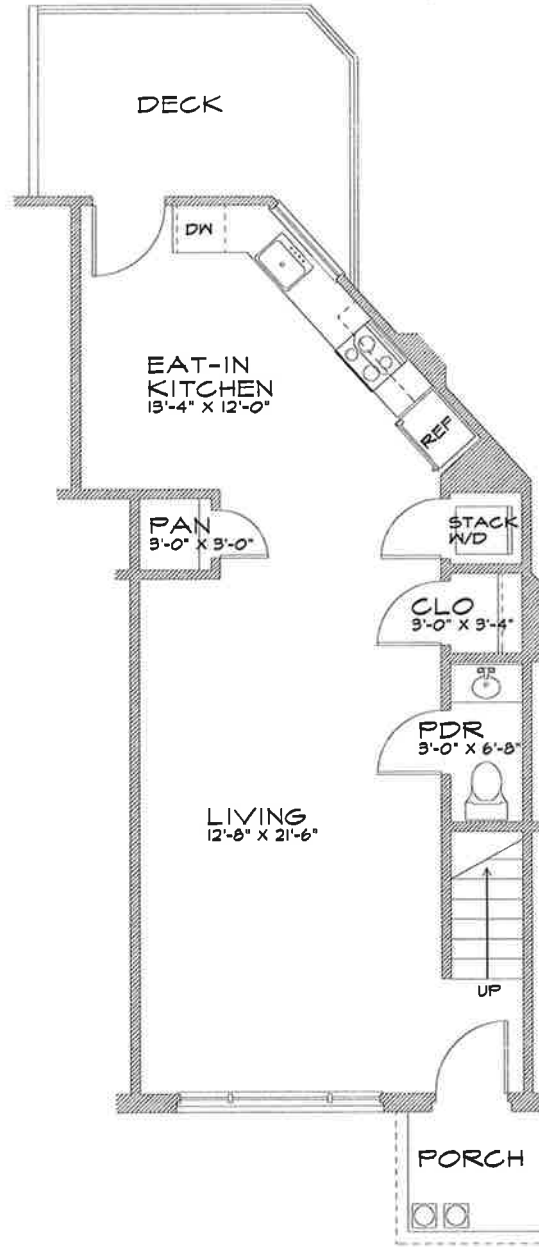 DECK
DW
EAT-IN
KITCHEN
13'-4" X 12'-0"
REF
PAN
3'-0" X 3'-0"
STACK
W/D
CLO
3'-0" X 3'-4"
PDR
3'-0" X 6'-8"
LIVING
12'-8" X 21'-6"
UP
PORCH